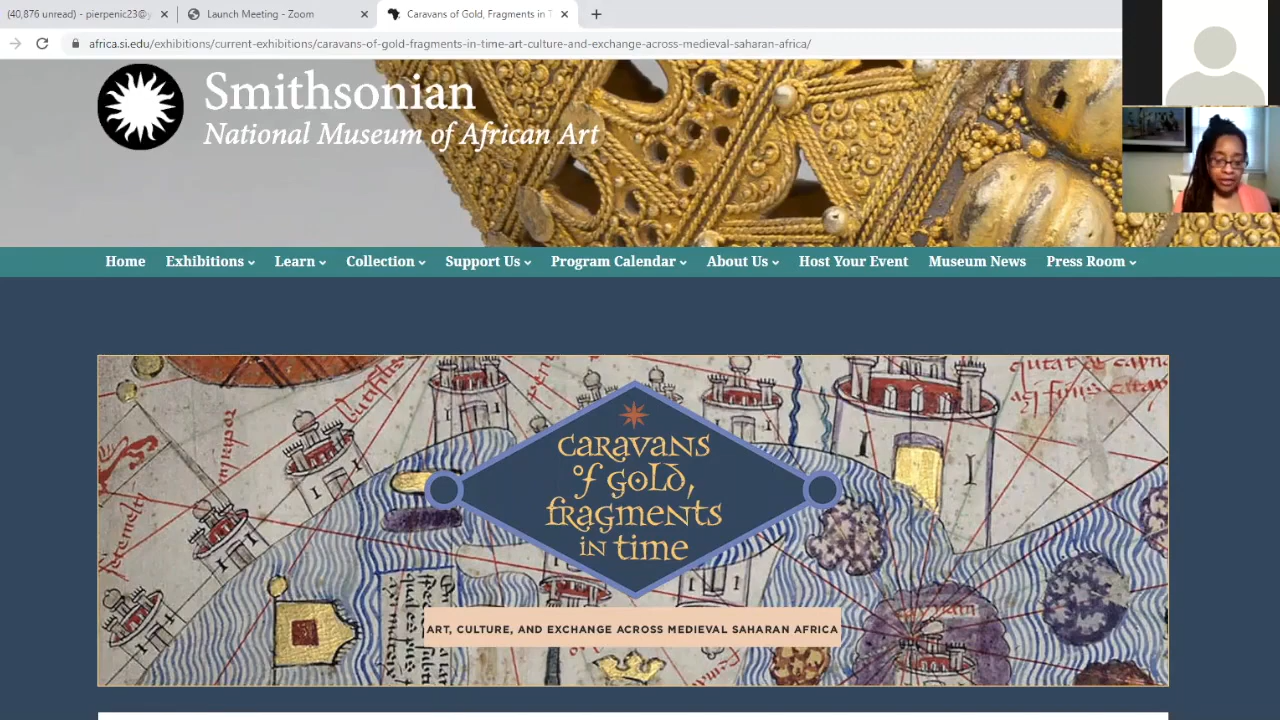 (40,876 unread) - pierpenic23@y
Launch Meeting - Zoom
Caravans of Gold, Fragments in T
africa.si.edu/exhibitions/current-exhibitions/caravans-of-gold-fragments-in-time-art-culture-and-exchange-across-medieval-saharan-africa/
Smithsonian
National Museum of African Art
Home Exhibitions Learn Collection Support Us Program Calendar About Us Host Your Event Museum News Press Room
caravans
of gold,
fragments
in time
ART, CULTURE, AND EXCHANGE ACROSS MEDIEVAL SAHARAN AFRICA